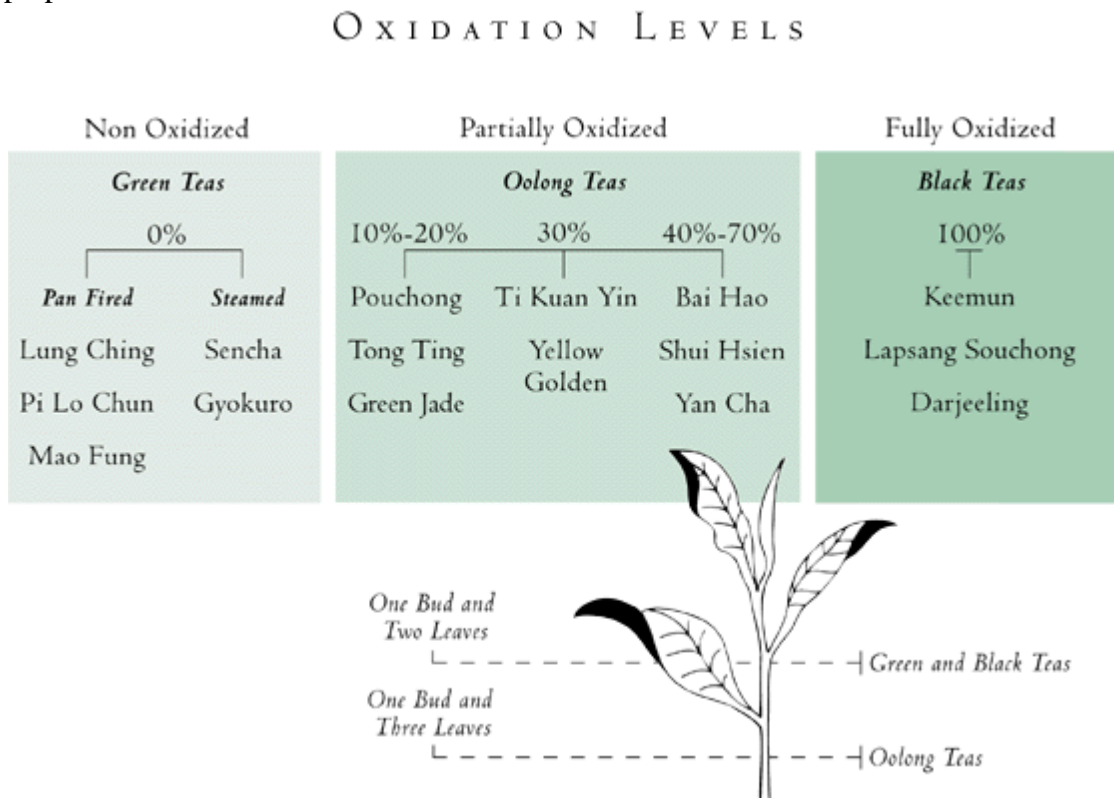 OXIDATION LEVELS
Non Oxidized
Partially Oxidized
Fully Oxidized
Green Teas
0%
Pan Fired
Steamed
Lung Ching
Sencha
Pi Lo Chun
Gyokuro
Mao Fung
Oolong Teas
10%-20%
30%
40%-70%
Pouchong
Ti Kuan Yin
Bai Hao
Tong Ting
Yellow
Golden
Shui Hsien
Green Jade
Yan Cha
Black Teas
100%
Keemun
Lapsang Souchong
Darjeeling
One Bud and
Two Leaves
Green and Black Teas
One Bud and
Three Leaves
Oolong Teas